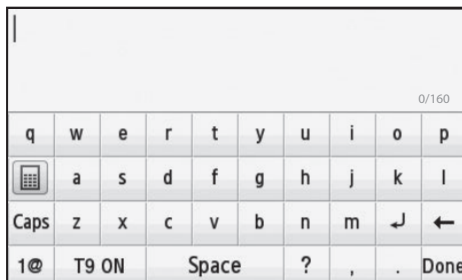 0/160
q w e r t y u i o p
a s d f g h j k l
Caps z x c v b n m ↵ ←
1@ T9 ON Space ? , . Done